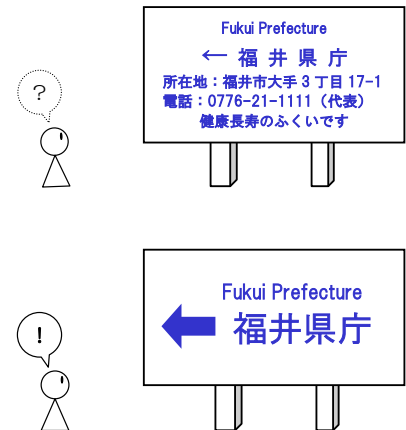 Fukui Prefecture
← 福井県庁
所在地：福井市大手3丁目17-1
電話：0776-21-1111（代表）
健康長寿のふくいです
?
Fukui Prefecture
福井県庁
!